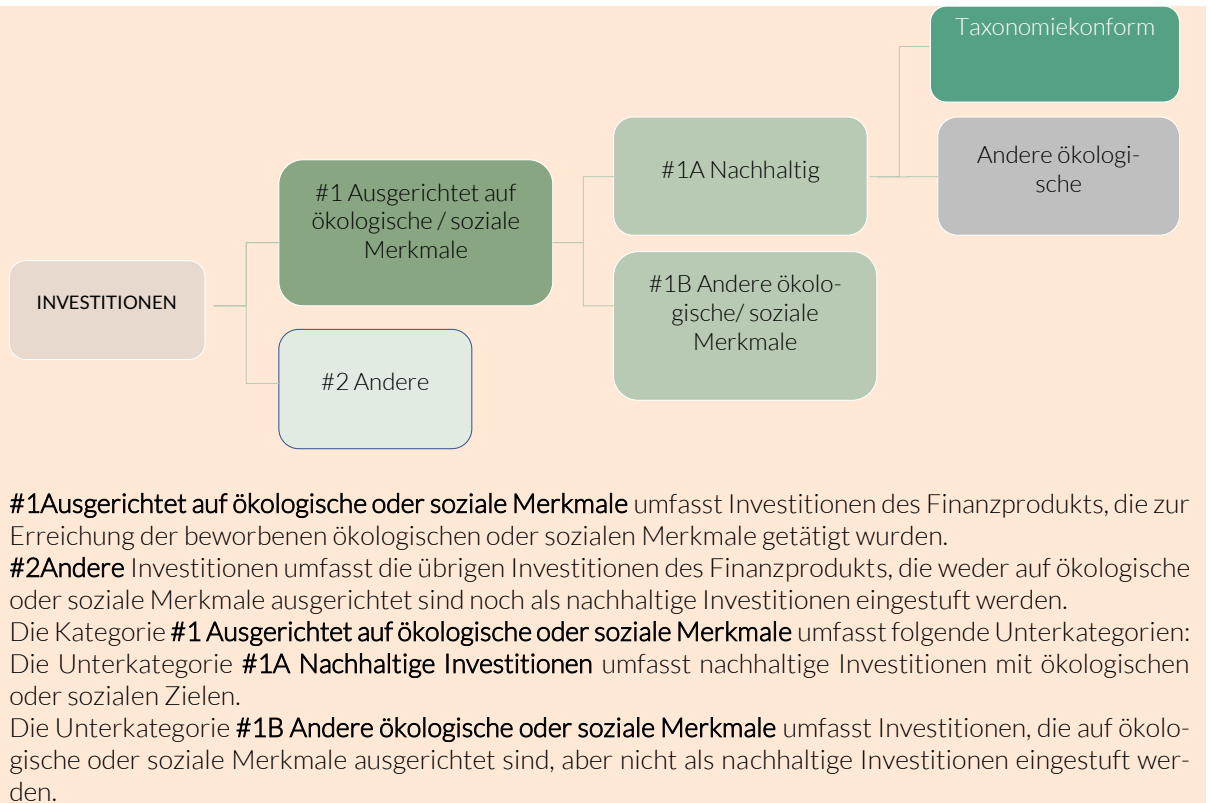 Taxonomiekonform
Andere ökologi-
sche
#1A Nachhaltig
#1 Ausgerichtet auf
ökologische / soziale
Merkmale
#1B Andere ökolo-
gische/ soziale
Merkmale
INVESTITIONEN
#2 Andere
#1Ausgerichtet auf ökologische oder soziale Merkmale umfasst Investitionen des Finanzprodukts, die zur
Erreichung der beworbenen ökologischen oder sozialen Merkmale getätigt wurden.
#2Andere Investitionen umfasst die übrigen Investitionen des Finanzprodukts, die weder auf ökologische
oder soziale Merkmale ausgerichtet sind noch als nachhaltige Investitionen eingestuft werden.
Die Kategorie #1 Ausgerichtet auf ökologische oder soziale Merkmale umfasst folgende Unterkategorien:
Die Unterkategorie #1A Nachhaltige Investitionen umfasst nachhaltige Investitionen mit ökologischen
oder sozialen Zielen.
Die Unterkategorie #1B Andere ökologische oder soziale Merkmale umfasst Investitionen, die auf ökolo-
gische oder soziale Merkmale ausgerichtet sind, aber nicht als nachhaltige Investitionen eingestuft wer-
den.